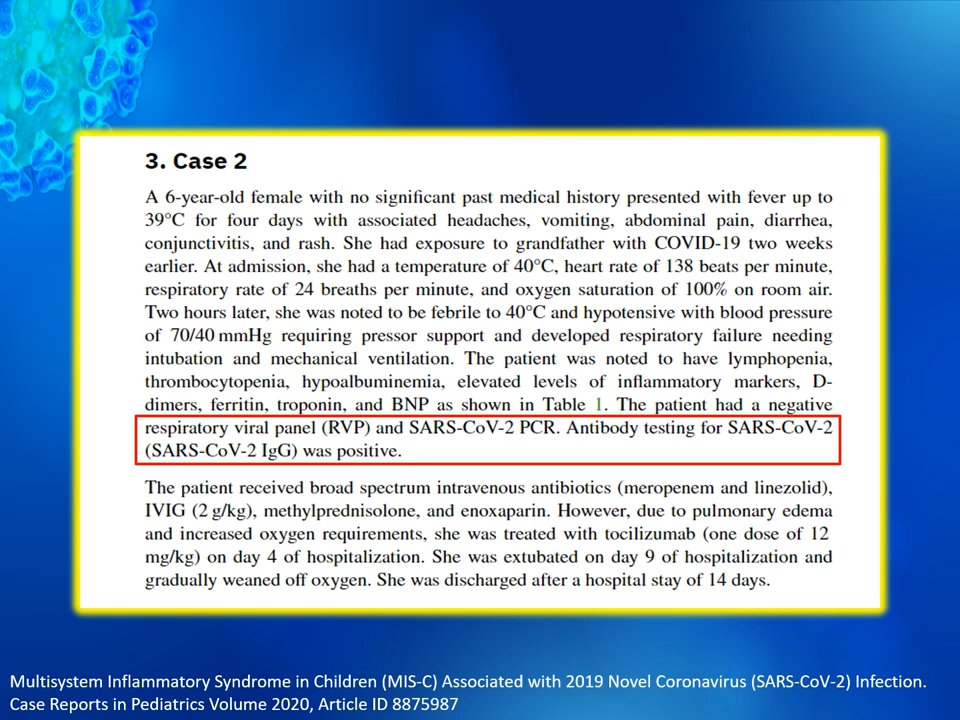 3. Case 2
A 6-year-old female with no significant past medical history presented with fever up to
39°C for four days with associated headaches, vomiting, abdominal pain, diarrhea,
conjunctivitis, and rash. She had exposure to grandfather with COVID-19 two weeks
earlier. At admission, she had a temperature of 40°C, heart rate of 138 beats per minute,
respiratory rate of 24 breaths per minute, and oxygen saturation of 100% on room air.
Two hours later, she was noted to be febrile to 40°C and hypotensive with blood pressure
of 70/40 mmHg requiring pressor support and developed respiratory failure needing
intubation and mechanical ventilation. The patient was noted to have lymphopenia,
thrombocytopenia, hypoalbuminemia, elevated levels of inflammatory markers, D-
dimers, ferritin, troponin, and BNP as shown in Table 1. The patient had a negative
respiratory viral panel (RVP) and SARS-CoV-2 PCR. Antibody testing for SARS-CoV-2
(SARS-CoV-2 IgG) was positive.
The patient received broad spectrum intravenous antibiotics (meropenem and linezolid),
IVIG (2 g/kg), methylprednisolone, and enoxaparin. However, due to pulmonary edema
and increased oxygen requirements, she was treated with tocilizumab (one dose of 12
mg/kg) on day 4 of hospitalization. She was extubated on day 9 of hospitalization and
gradually weaned off oxygen. She was discharged after a hospital stay of 14 days.
Multisystem Inflammatory Syndrome in Children (MIS-C) Associated with 2019 Novel Coronavirus (SARS-CoV-2) Infection.
Case Reports in Pediatrics Volume 2020, Article ID 8875987